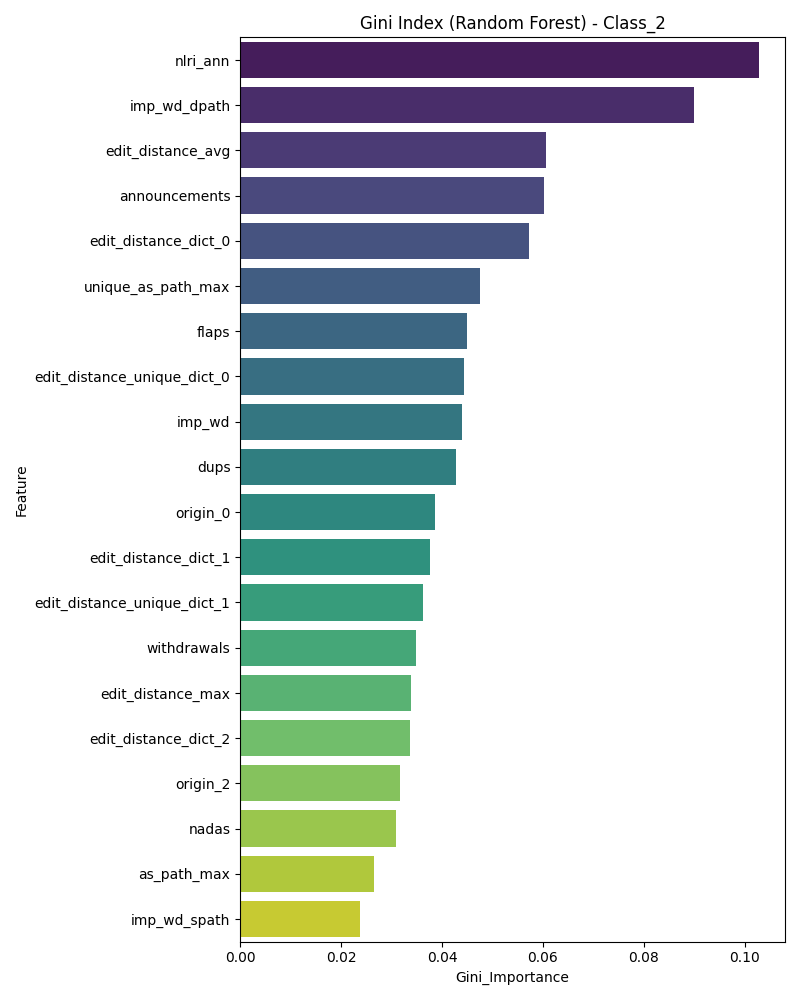 Gini Index (Random Forest) - Class_2
nlri_ann
imp_wd_dpath
edit_distance_avg
announcements
edit_distance_dict_0
unique_as_path_max
flaps
edit_distance_unique_dict_0
imp_wd
dups
origin_0
edit_distance_dict_1
edit_distance_unique_dict_1
withdrawals
edit_distance_max
edit_distance_dict_2
origin_2
nadas
as_path_max
imp_wd_spath
Feature
0.00 0.02 0.04 0.06 0.08 0.10
Gini_Importance